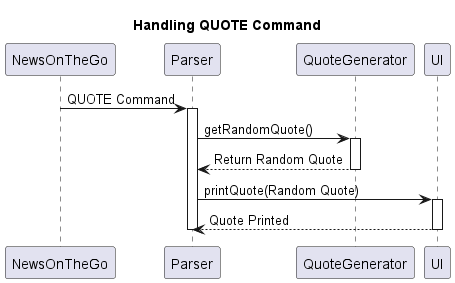 Handling QUOTE Command
NewsOnTheGo Parser QuoteGenerator UI
QUOTE Command
getRandomQuote()
Return Random Quote
printQuote(Random Quote)
Quote Printed
NewsOnTheGo Parser QuoteGenerator UI